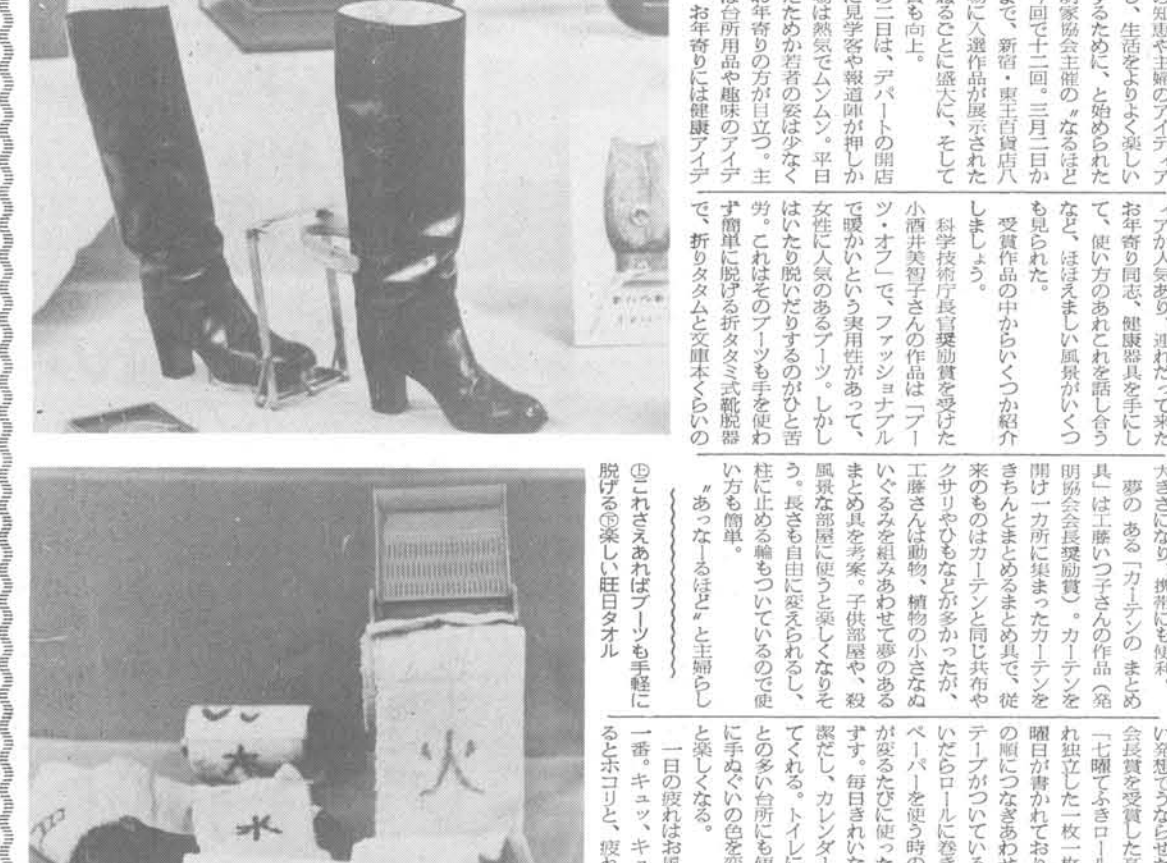 の知恵や主婦のアイディア
し、生活をよりよく楽しい
するために、と始められた
明家協会主催の〝なるほど
今回で十二回。三月二日か
まで、新宿・東王百貨店八
場に入選作品が展示された
重るごとに盛大に、そして
も向上。
二日は、デパートの開店
に見学客や報道陣が押しか
場は熱気でムンムン。平日
たためか若者の姿は少なく
お年寄りの方が目立つ。主
は台所用品や趣味のアイデ
お年寄りには健康アイデ
アが人気あり、連れだって来た
お年寄り同志、健康器具を手にし
て、使い方のあれこれを話し合う
など、ほほえましい風景がいくつ
も見られた。
受賞作品の中からいくつか紹介
しましょう。
科学技術庁長官奨励賞を受けた
小酒井美智子さんの作品は「ブー
ツ・オフ」で、ファッショナブル
で暖かいという実用性があって、
女性に人気のあるブーツ。しかし
はいたり脱いだりするのがひと苦
労。これはそのブーツも手を使わ
ず簡単に脱げる折タタミ式靴脱器
で、折りタタムと文庫本くらいの
大きさになり、携帯にも便利。
夢の ある「カーテンの まとめ
具」は工藤いつ子さんの作品（発
明協会会長奨励賞）。カーテンを
開け一カ所に集まったカーテンを
きちんとまとめるまとめ具で、従
来のものはカーテンと同じ共布や
クサリやひもなどが多かったが、
工藤さんは動物、植物の小さなぬ
いぐるみを組みあわせて夢のある
まとめ具を考案。子供部屋や、殺
風景な部屋に使うと楽しくなりそ
う。長さも自由に変えられるし、
柱に止める輪もついているので使
い方も簡単。
〝あっなーるほど〟と主婦らし
い発想でうならせ
会長賞を受賞した
「七曜てふきロー
れ独立した一枚一枚
曜日が書かれてお
の順につなぎあわせ
テープがついている
いだらロールに巻き
ペーパーを使う時の
が変るたびに使った
ずす。毎日きれいな
潔だし、カレンダー
てくれる。トイレに
との多い台所にも
に手ぬぐいの色を変
と楽しくなる。
一日の疲れはお風
一番。キュッ、キュ
るとホコリと、疲れ
㊤これさえあればブーツも手軽に
脱げる㊦楽しい旺日タオル
火
水
木